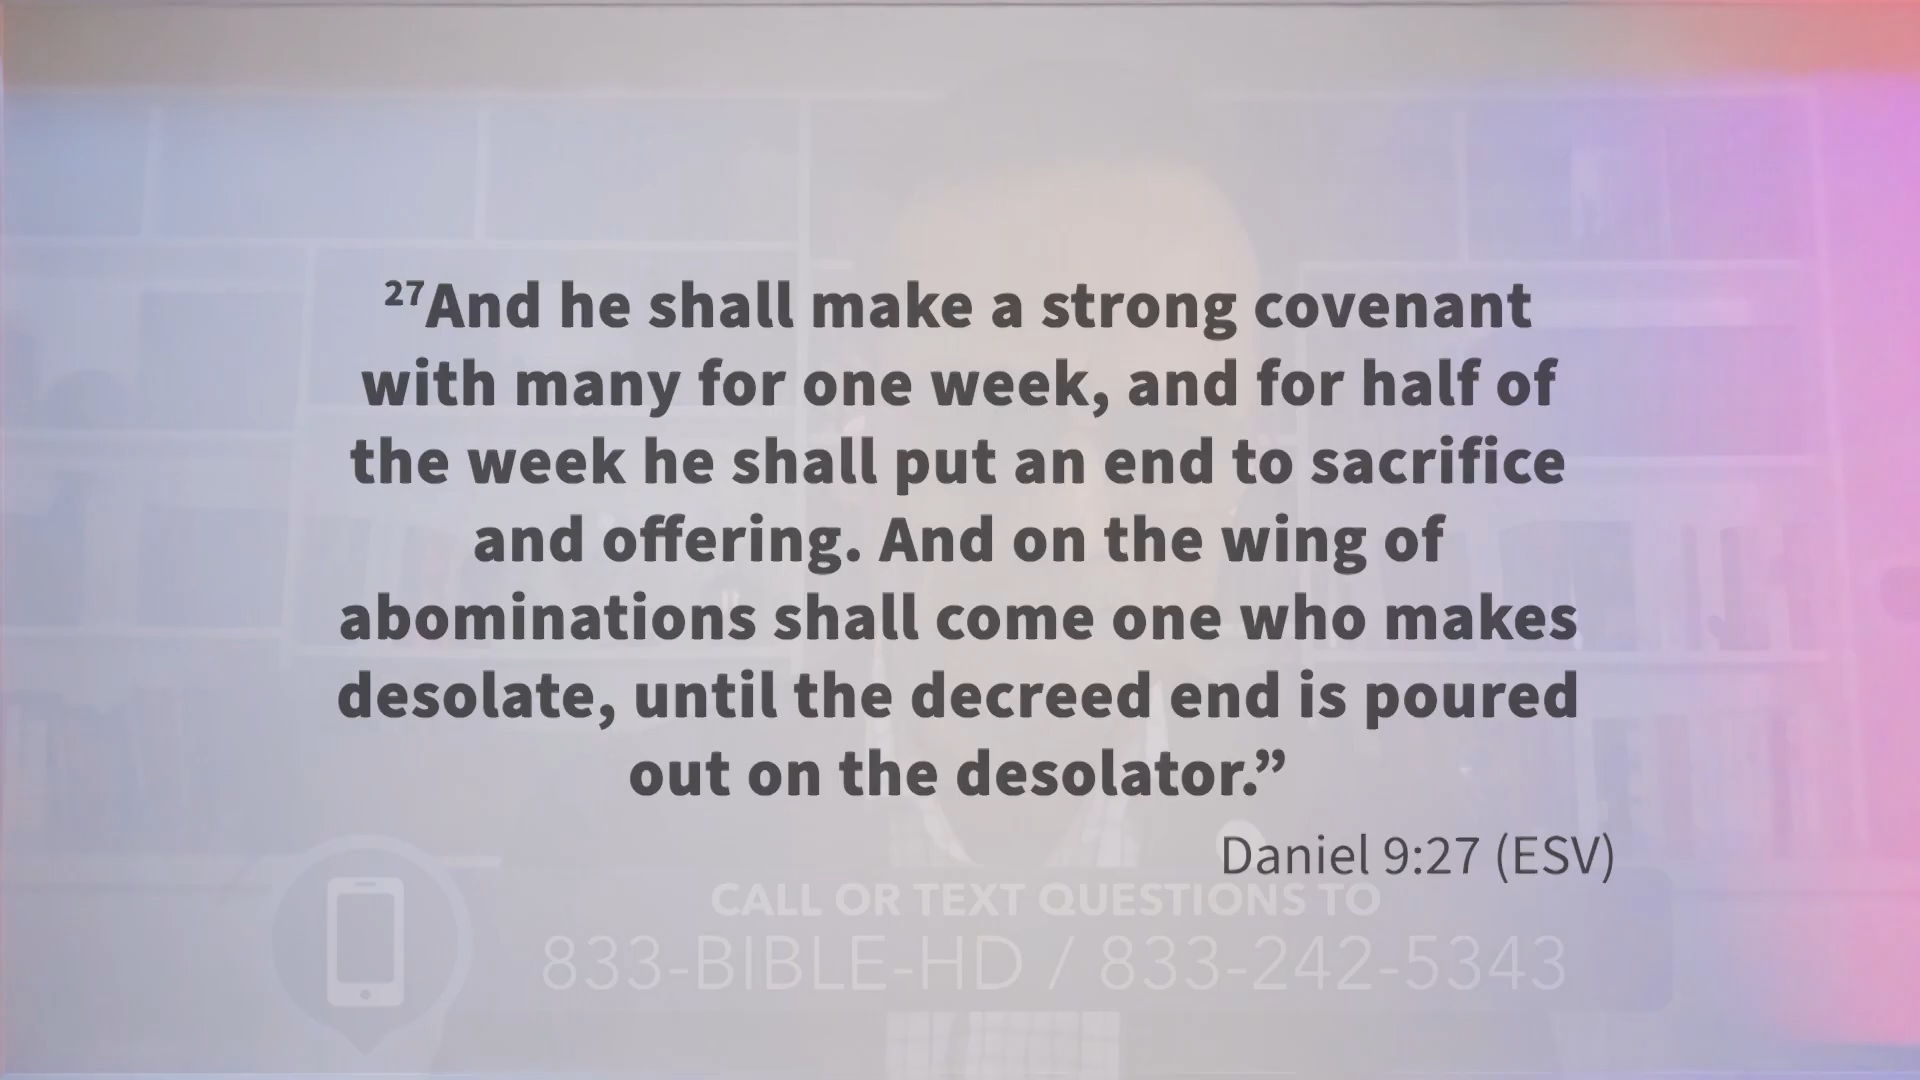 ²⁷And he shall make a strong covenant
with many for one week, and for half of
the week he shall put an end to sacrifice
and offering. And on the wing of
abominations shall come one who makes
desolate, until the decreed end is poured
out on the desolator.”
Daniel 9:27 (ESV)
CALL OR TEXT QUESTIONS TO
833-BIBLE-HD / 833-242-5343